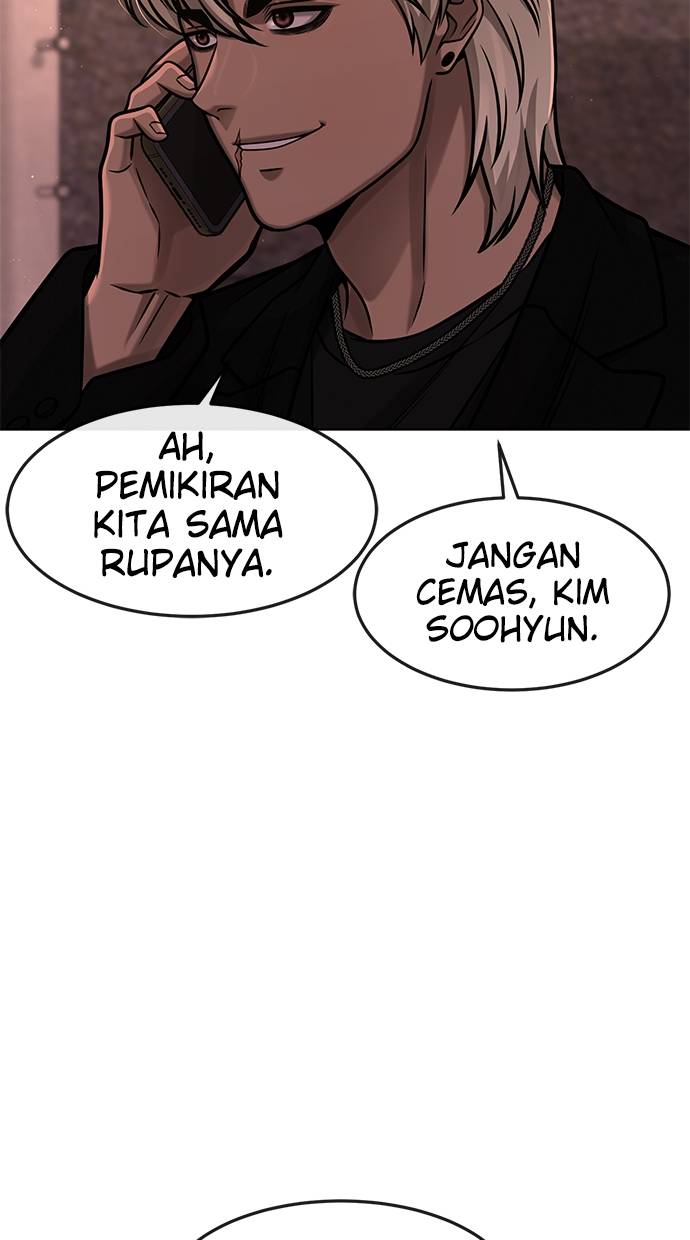 AH,
PEMIKIRAN
KITA SAMA
RUPANYA.
JANGAN
CEMAS, KIM
SOOHYUN.